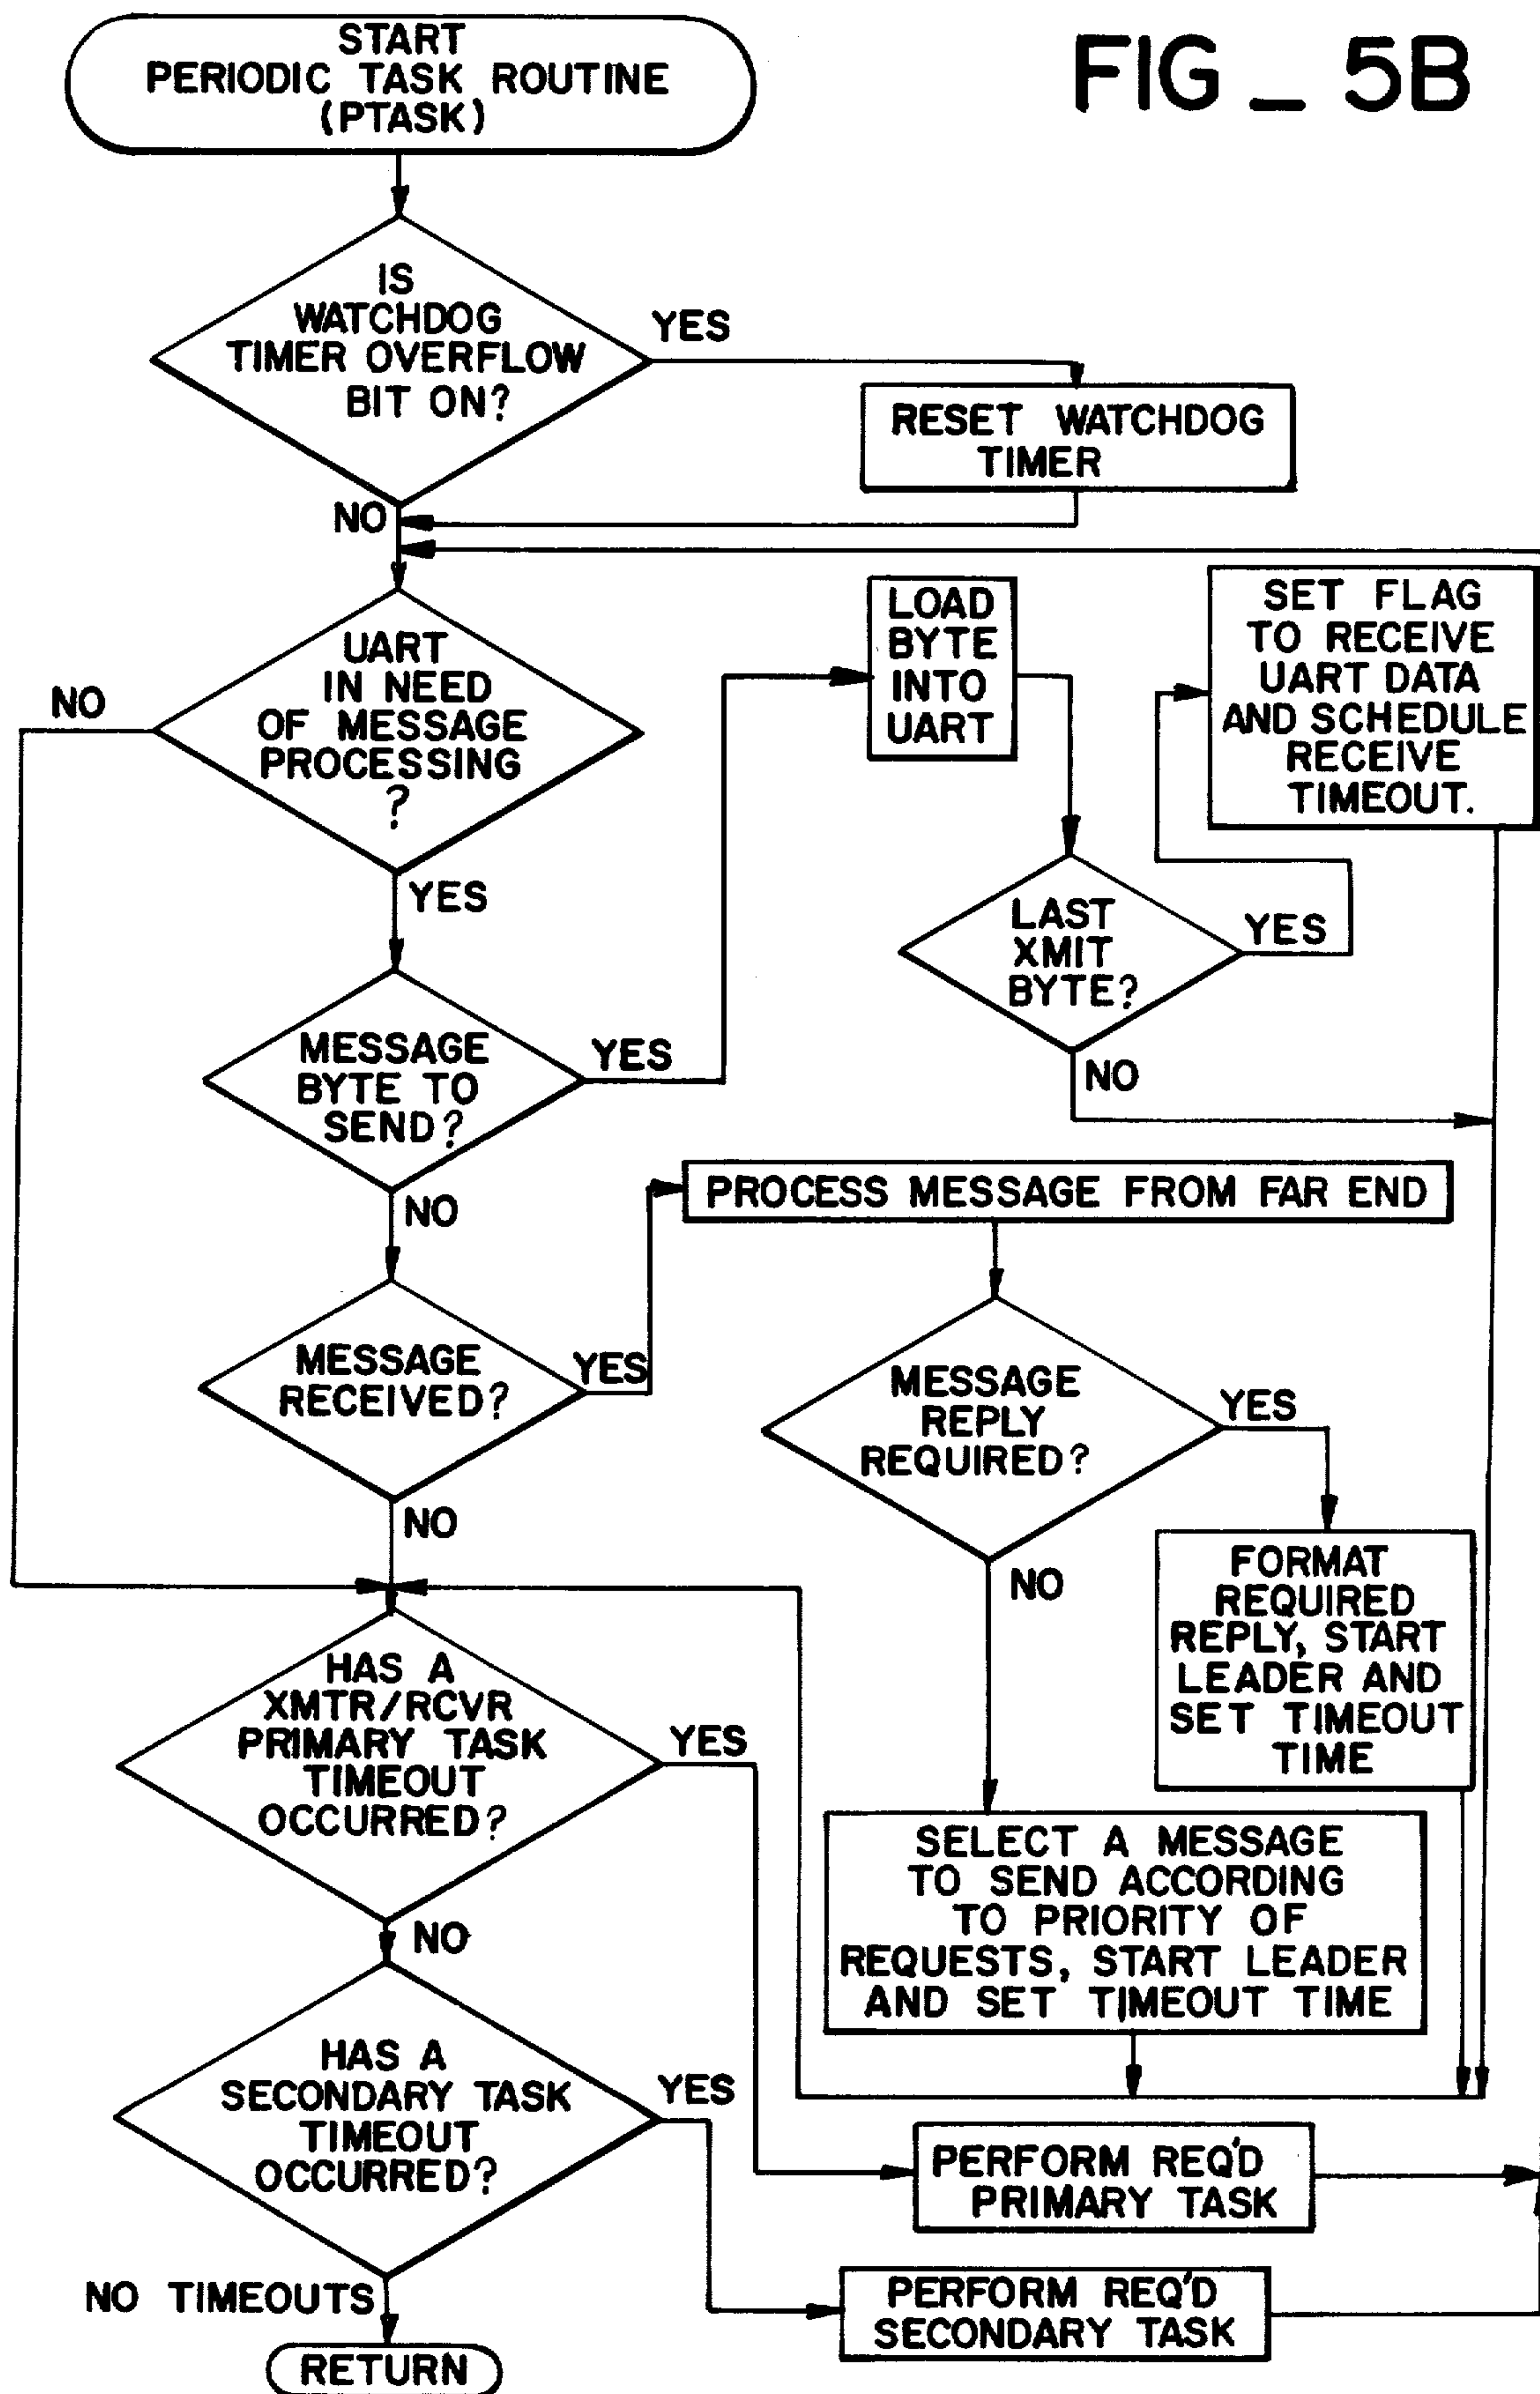 START
PERIODIC TASK ROUTINE
(PTASK)
FIG_5B
IS
WATCHDOG
TIMER OVERFLOW
BIT ON?
YES
RESET WATCHDOG
TIMER
NO
UART
IN NEED
OF MESSAGE
PROCESSING
?
NO
YES
LOAD
BYTE
INTO
UART
SET FLAG
TO RECEIVE
UART DATA
AND SCHEDULE
RECEIVE
TIMEOUT.
LAST
XMIT
BYTE?
YES
NO
MESSAGE
BYTE TO
SEND?
YES
NO
PROCESS MESSAGE FROM FAR END
MESSAGE
RECEIVED?
YES
NO
MESSAGE
REPLY
REQUIRED?
YES
NO
FORMAT
REQUIRED
REPLY, START
LEADER AND
SET TIMEOUT
TIME
HAS A
XMTR/RCVR
PRIMARY TASK
TIMEOUT
OCCURRED?
YES
NO
SELECT A MESSAGE
TO SEND ACCORDING
TO PRIORITY OF
REQUESTS, START LEADER
AND SET TIMEOUT TIME
HAS A
SECONDARY TASK
TIMEOUT
OCCURRED?
YES
PERFORM REQ'D
PRIMARY TASK
PERFORM REQ'D
SECONDARY TASK
NO TIMEOUTS
RETURN